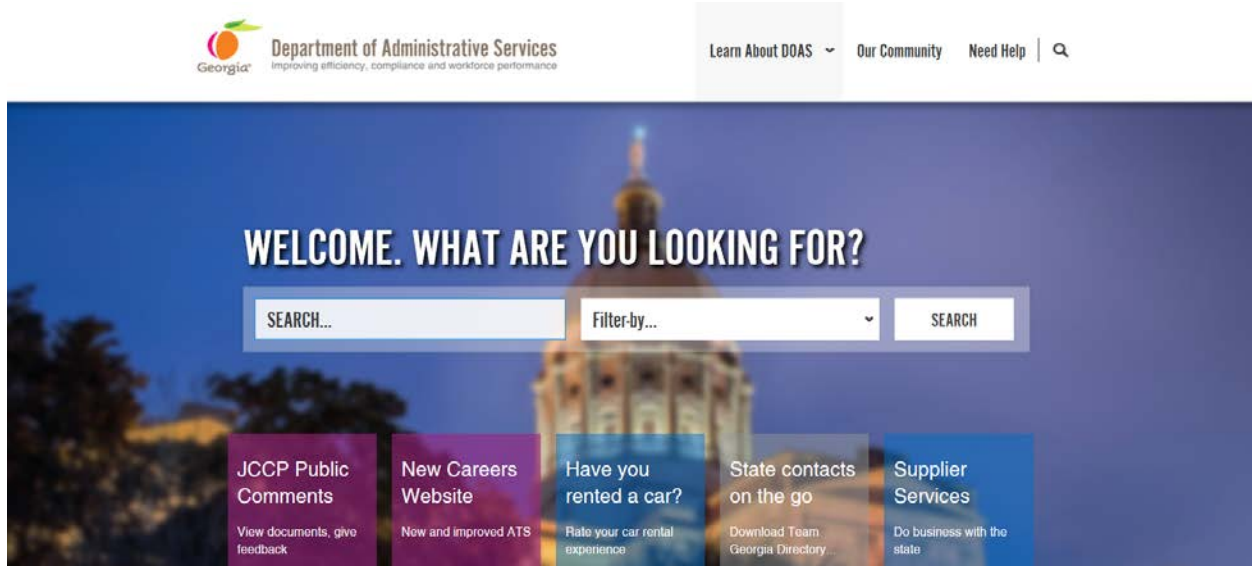 Georgia®
Department of Administrative Services
Improving efficiency, compliance and workforce performance
Learn About DOAS
Our Community
Need Help
WELCOME. WHAT ARE YOU LOOKING FOR?
SEARCH...
Filter-by...
SEARCH
JCCP Public
Comments
View documents, give
feedback
New Careers
Website
New and improved ATS
Have you
rented a car?
Rate your car rental
experience
State contacts
on the go
Download Team
Georgia Directory...
Supplier
Services
Do business with the
state